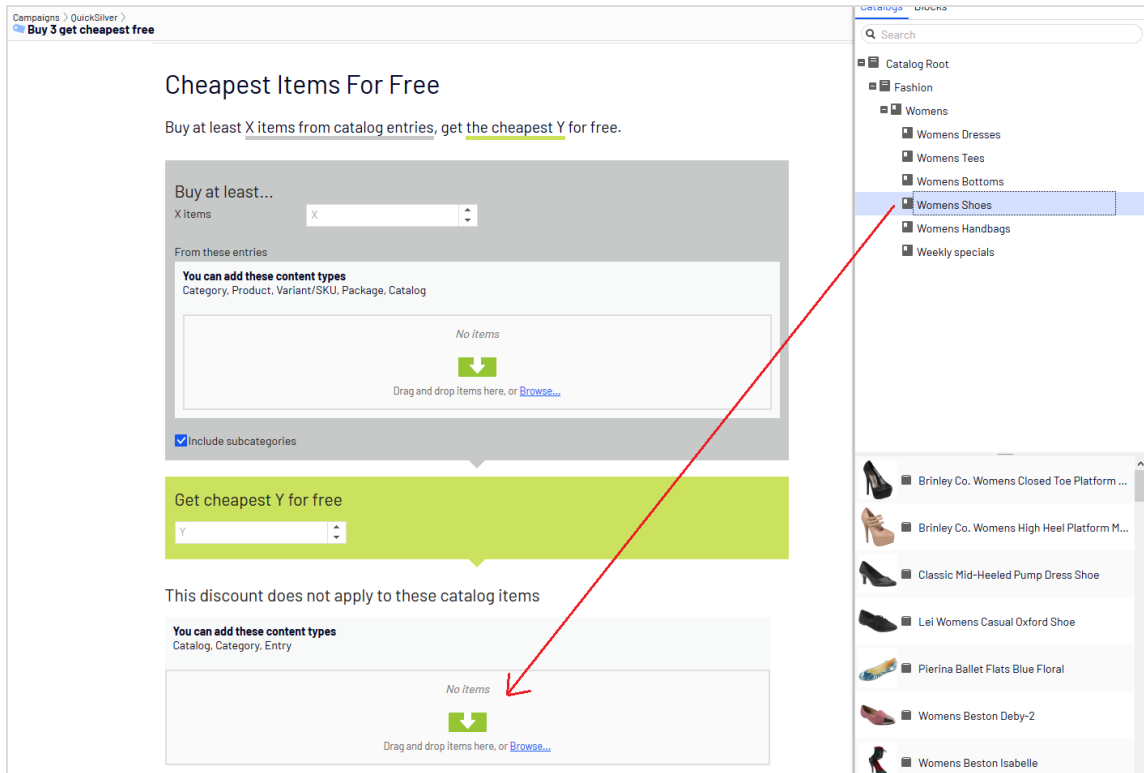 Campaigns > QuickSilver >
Buy 3 get cheapest free
Cheapest Items For Free
Buy at least X items from catalog entries, get the cheapest Y for free.
Buy at least...
X items
X
From these entries
You can add these content types
Category, Product, Variant/SKU, Package, Catalog
No items
Drag and drop items here, or Browse...
Include subcategories
Get cheapest Y for free
Y
This discount does not apply to these catalog items
You can add these content types
Catalog, Category, Entry
No items
Drag and drop items here, or Browse...
Catalogs Blocks
Search
Catalog Root
Fashion
Womens
Womens Dresses
Womens Tees
Womens Bottoms
Womens Shoes
Womens Handbags
Weekly specials
Brinley Co. Womens Closed Toe Platform ...
Brinley Co. Womens High Heel Platform M...
Classic Mid-Heeled Pump Dress Shoe
Lei Womens Casual Oxford Shoe
Pierina Ballet Flats Blue Floral
Womens Beston Deby-2
Womens Beston Isabelle